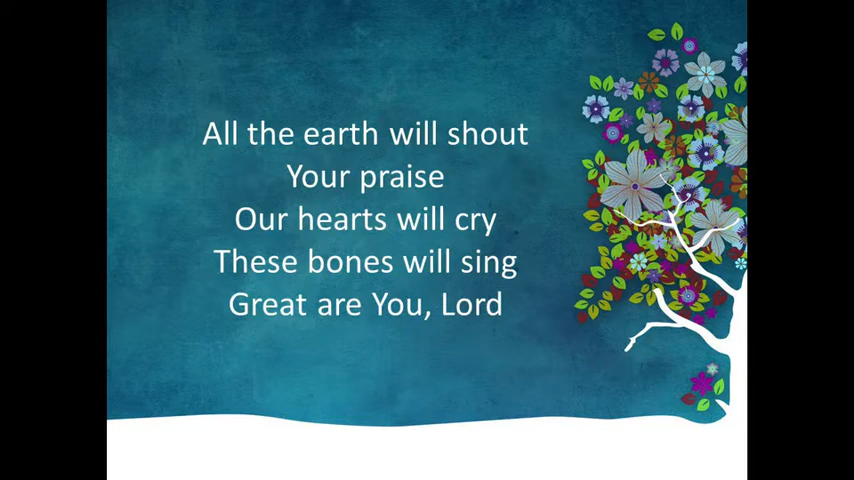 All the earth will shout
Your praise
Our hearts will cry
These bones will sing
Great are You, Lord